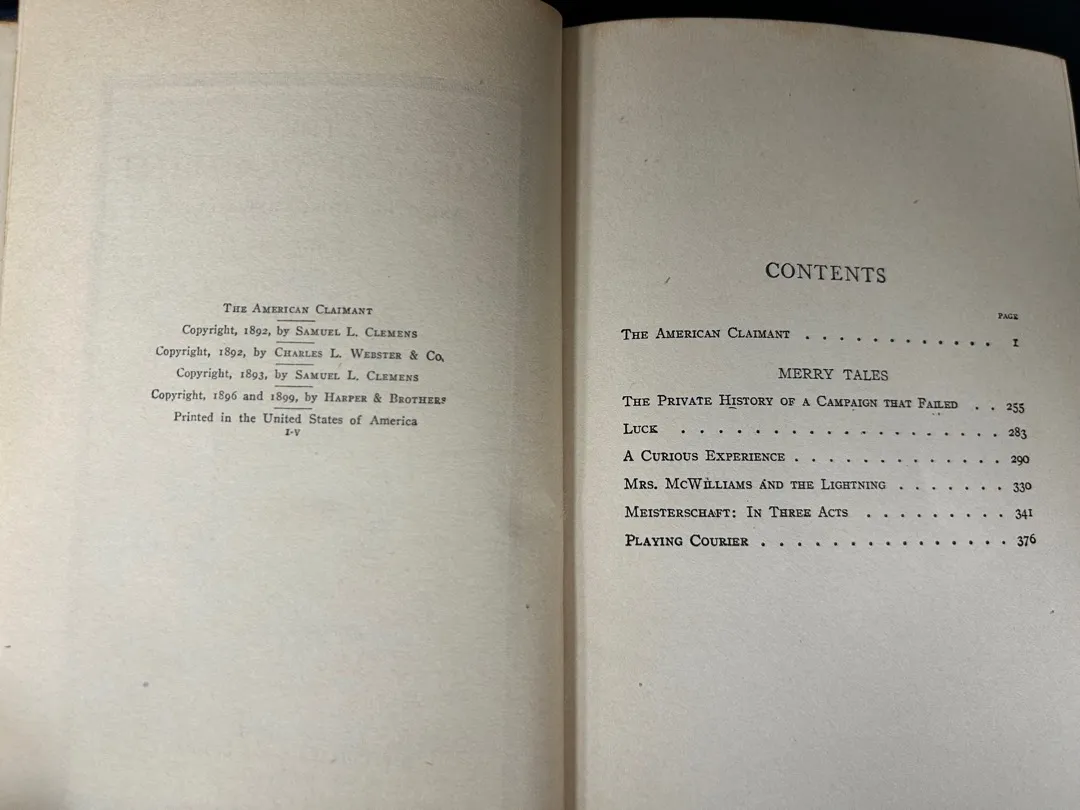 THE AMERICAN CLAIMANT
Copyright, 1892, by SAMUEL L. CLEMENS
Copyright, 1892, by CHARLES L. WEBSTER & Co.
Copyright, 1893, by SAMUEL L. CLEMENS
Copyright, 1896 and 1899, by HARPER & BROTHERS
Printed in the United States of America
I-V
CONTENTS
PAGE
THE AMERICAN CLAIMANT . . . . . . . . . . . . 1
MERRY TALES
THE PRIVATE HISTORY OF A CAMPAIGN THAT FAILED . . 255
LUCK . . . . . . . . . . . . . . . . . . 283
A CURIOUS EXPERIENCE . . . . . . . . . . . . 290
MRS. MCWILLIAMS AND THE LIGHTNING . . . . . . . 330
MEISTERSCHAFT: IN THREE ACTS . . . . . . . . . 341
PLAYING COURIER . . . . . . . . . . . . . . 376